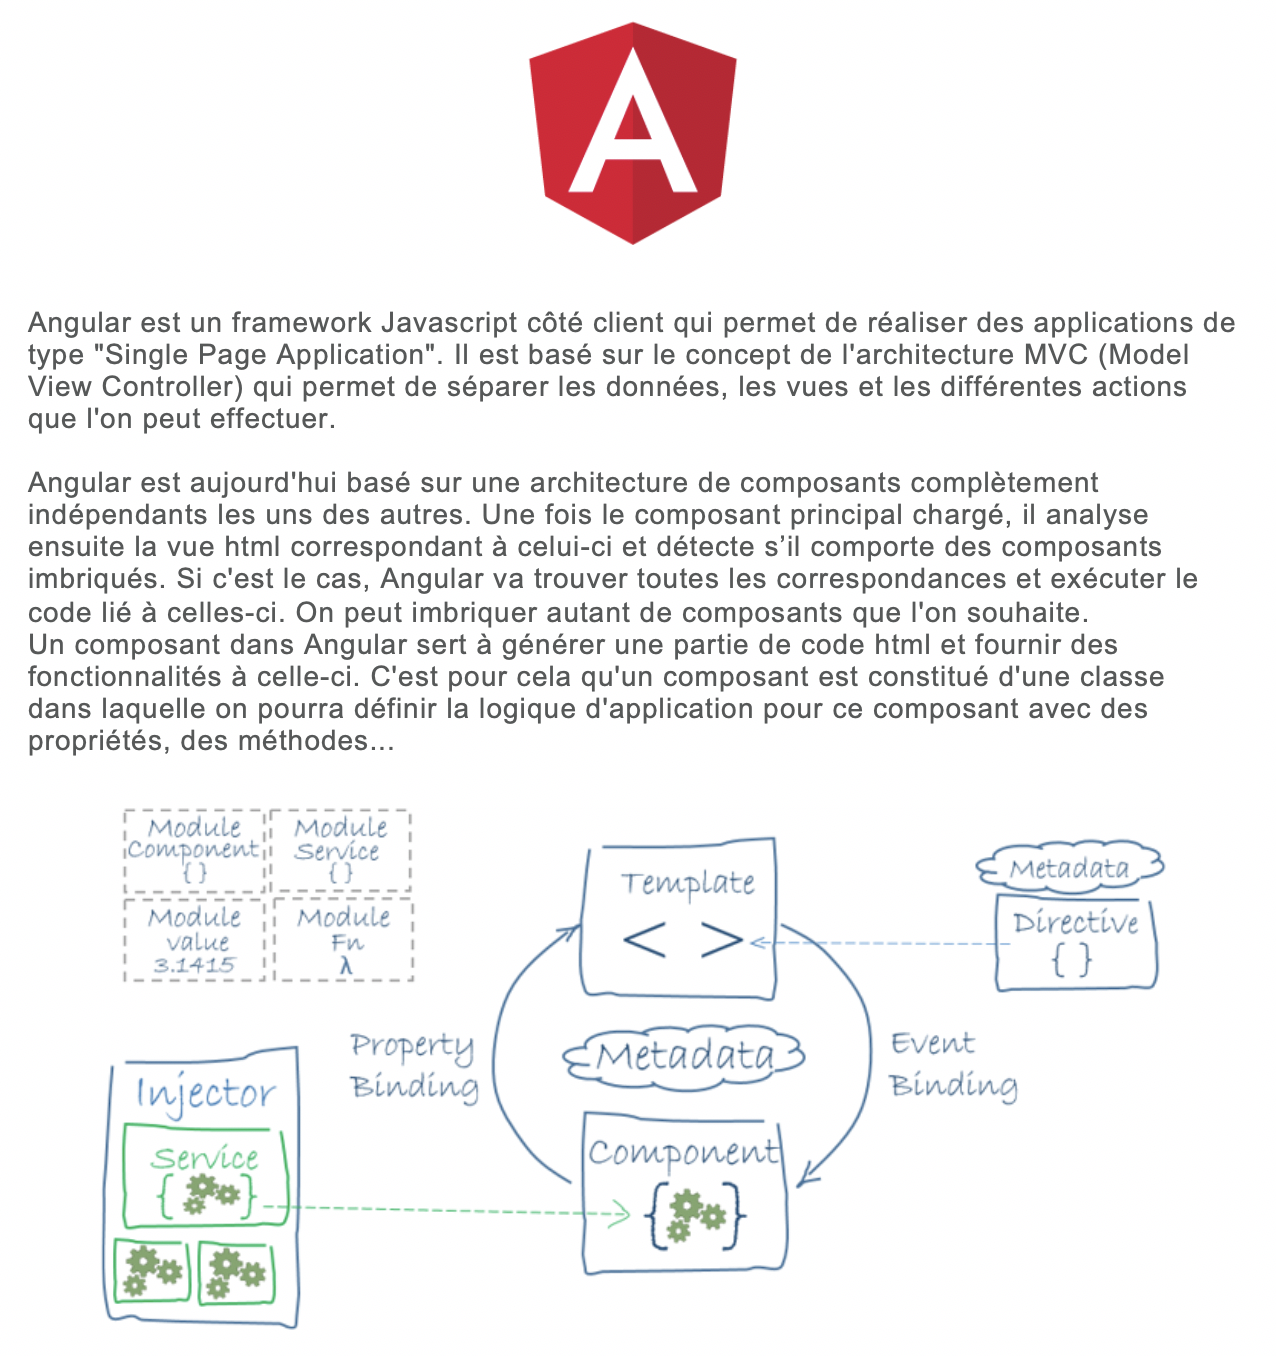 A
Angular est un framework Javascript côté client qui permet de réaliser des applications de
type "Single Page Application". Il est basé sur le concept de l'architecture MVC (Model
View Controller) qui permet de séparer les données, les vues et les différentes actions
que l'on peut effectuer.
Angular est aujourd'hui basé sur une architecture de composants complètement
indépendants les uns des autres. Une fois le composant principal chargé, il analyse
ensuite la vue html correspondant à celui-ci et détecte s’il comporte des composants
imbriqués. Si c'est le cas, Angular va trouver toutes les correspondances et exécuter le
code lié à celles-ci. On peut imbriquer autant de composants que l'on souhaite.
Un composant dans Angular sert à générer une partie de code html et fournir des
fonctionnalités à celle-ci. C'est pour cela qu'un composant est constitué d'une classe
dans laquelle on pourra définir la logique d'application pour ce composant avec des
propriétés, des méthodes...
Module
Component
{ }
Module
Service
{ }
Module
value
3.1415
Module
Fn
λ
Template
< >
Metadata
Directive
{ }
Property
Binding
Metadata
Event
Binding
Component
{ }
Injector
Service
{ }